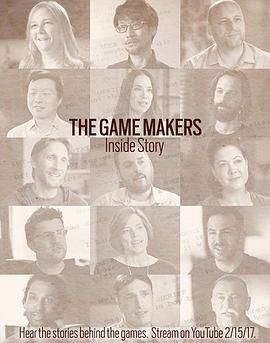 THE GAME MAKERS
Inside Story
Hear the stories behind the games. Stream on YouTube 2/15/17.